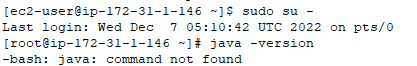 [ec2-user@ip-172-31-1-146 ~]$ sudo su -
Last login: Wed Dec  7 05:10:42 UTC 2022 on pts/0
[root@ip-172-31-1-146 ~]# java -version
-bash: java: command not found